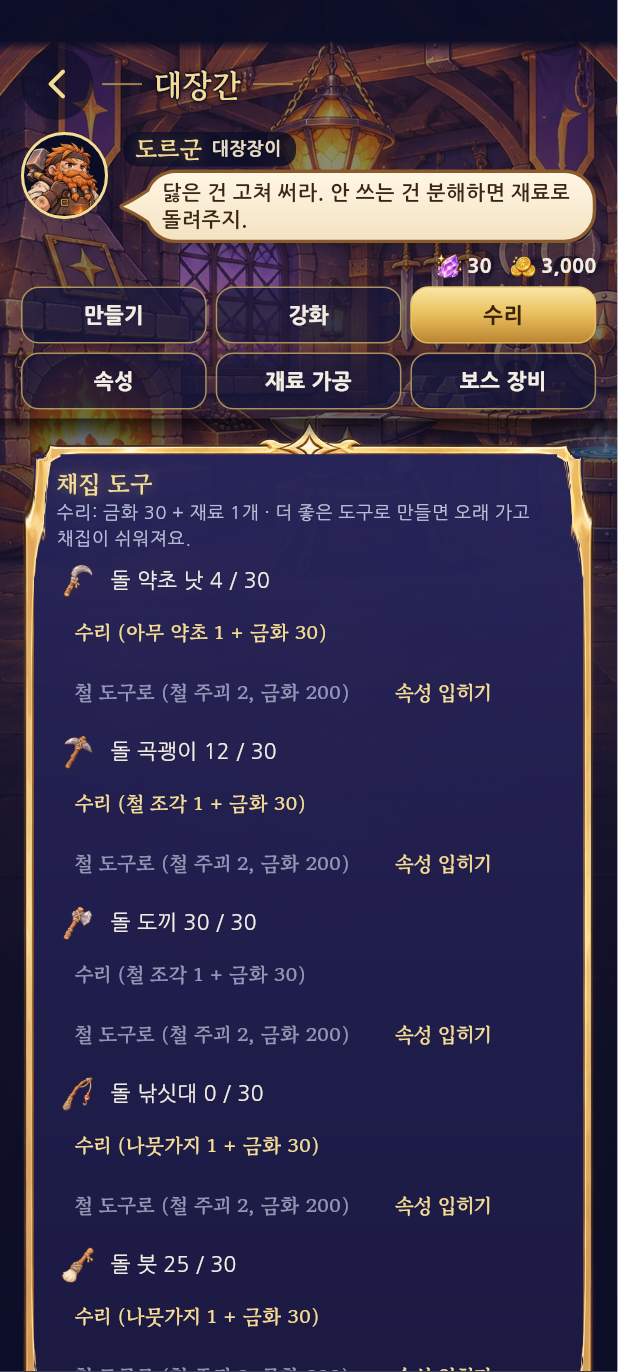 대장간
도르군 대장장이
닳은 건 고쳐 써라. 안 쓰는 건 분해하면 재료로
돌려주지.
30 3,000
만들기 강화 수리
속성 재료 가공 보스 장비
채집 도구
수리: 금화 30 + 재료 1개 · 더 좋은 도구로 만들면 오래 가고
채집이 쉬워져요.
돌 약초 낫 4 / 30
수리 (아무 약초 1 + 금화 30)
철 도구로 (철 주괴 2, 금화 200) 속성 입히기
돌 곡괭이 12 / 30
수리 (철 조각 1 + 금화 30)
철 도구로 (철 주괴 2, 금화 200) 속성 입히기
돌 도끼 30 / 30
수리 (철 조각 1 + 금화 30)
철 도구로 (철 주괴 2, 금화 200) 속성 입히기
돌 낚싯대 0 / 30
수리 (나뭇가지 1 + 금화 30)
철 도구로 (철 주괴 2, 금화 200) 속성 입히기
돌 붓 25 / 30
수리 (나뭇가지 1 + 금화 30)